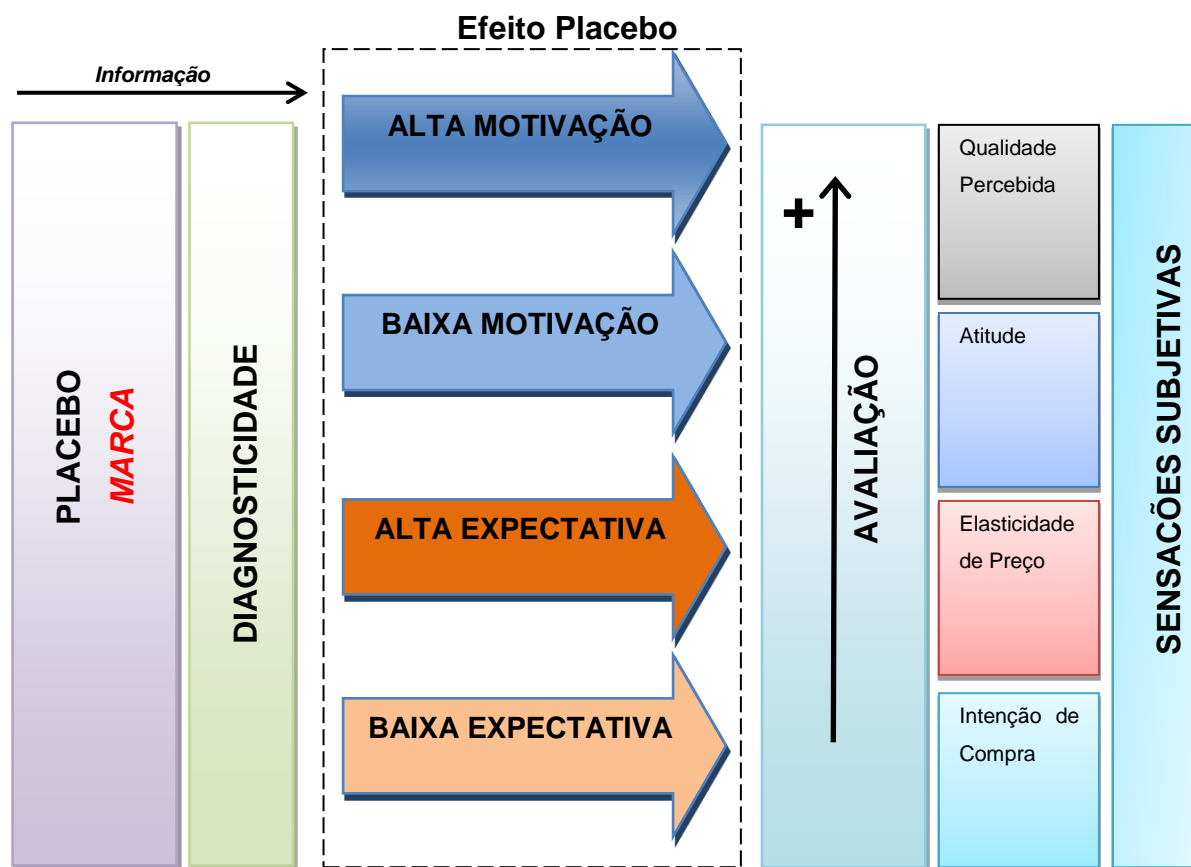 Efeito Placebo
Informação
PLACEBO
MARCA
DIAGNOSTICIDADE
ALTA MOTIVAÇÃO
BAIXA MOTIVAÇÃO
ALTA EXPECTATIVA
BAIXA EXPECTATIVA
+
AVALIAÇÃO
Qualidade
Percebida
Atitude
Elasticidade
de Preço
Intenção de
Compra
SENSACÕES SUBJETIVAS